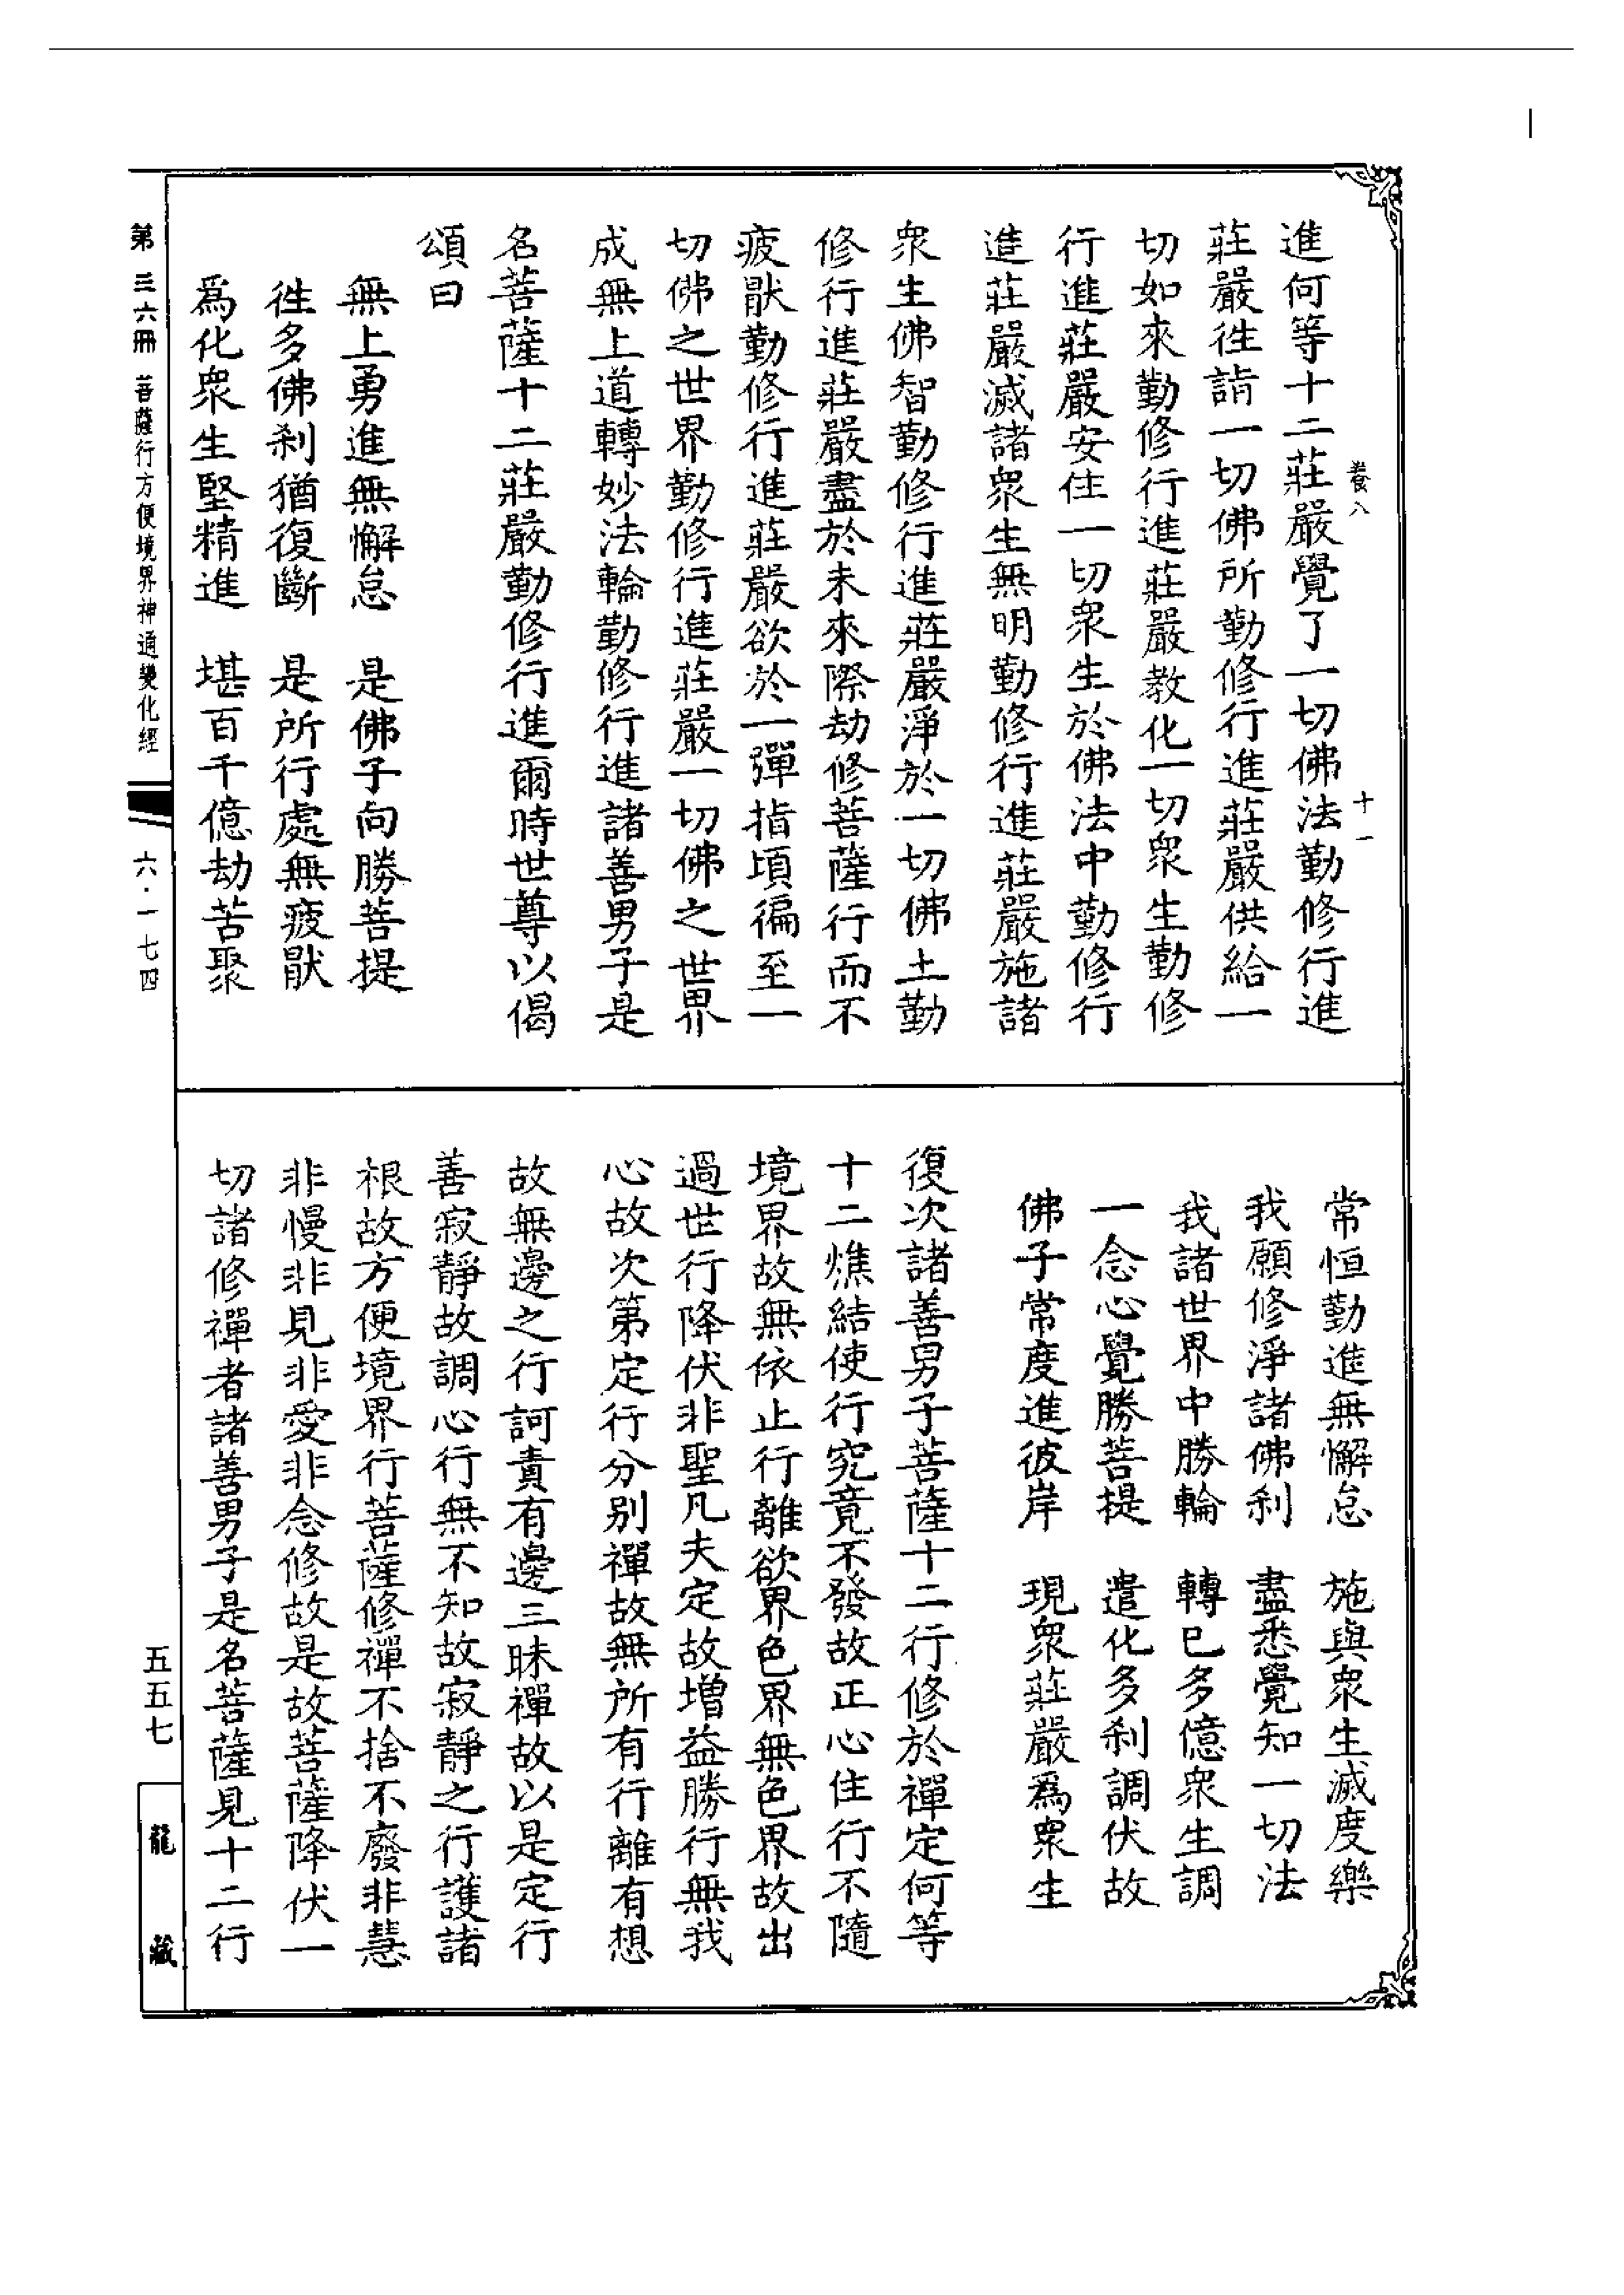 卷八
十一
進何等十二莊嚴覺了一切佛法勤修行進
莊嚴徃詣一切佛所勤修行進莊嚴供給一
切如來勤修行進莊嚴教化一切衆生勤修
行進莊嚴安住一切衆生於佛法中勤修行
進莊嚴滅諸衆生無明勤修行進莊嚴施諸
衆生佛智勤修行進莊嚴淨於一切佛土勤
修行進莊嚴盡於未來際劫修菩薩行而不
疲猒勤修行進莊嚴欲於一彈指頃徧至一
切佛之世界勤修行進莊嚴一切佛之世界
成無上道轉妙法輪勤修行進諸善男子是
名菩薩十二莊嚴勤修行進爾時世尊以偈
頌曰
無上勇進無懈怠　是佛子向勝菩提
徃多佛刹猶復斷　是所行處無疲猒
爲化衆生堅精進　堪百千億劫苦聚
常恒勤進無懈怠　施與衆生滅度樂
我願修淨諸佛刹　盡悉覺知一切法
我諸世界中勝輪　轉已多億衆生調
一念心覺勝菩提　遣化多刹調伏故
佛子常度進彼岸　現衆莊嚴爲衆生
復次諸善男子菩薩十二行修於禪定何等
十二燋結使行究竟不發故正心住行不隨
境界故無依止行離欲界色界無色界故出
過世行降伏非聖凡夫定故增益勝行無我
心故次第定行分別禪故無所有行離有想
故無邊之行訶責有邊三昧禪故以是定行
善寂靜故調心行無不知故寂靜之行護諸
根故方便境界行菩薩修禪不捨不廢非慧
非慢非見非愛非念修故是故菩薩降伏一
切諸修禪者諸善男子是名菩薩見十二行
第三六冊　菩薩行方便境界神通變化經
六·一七四
五五七
龍藏